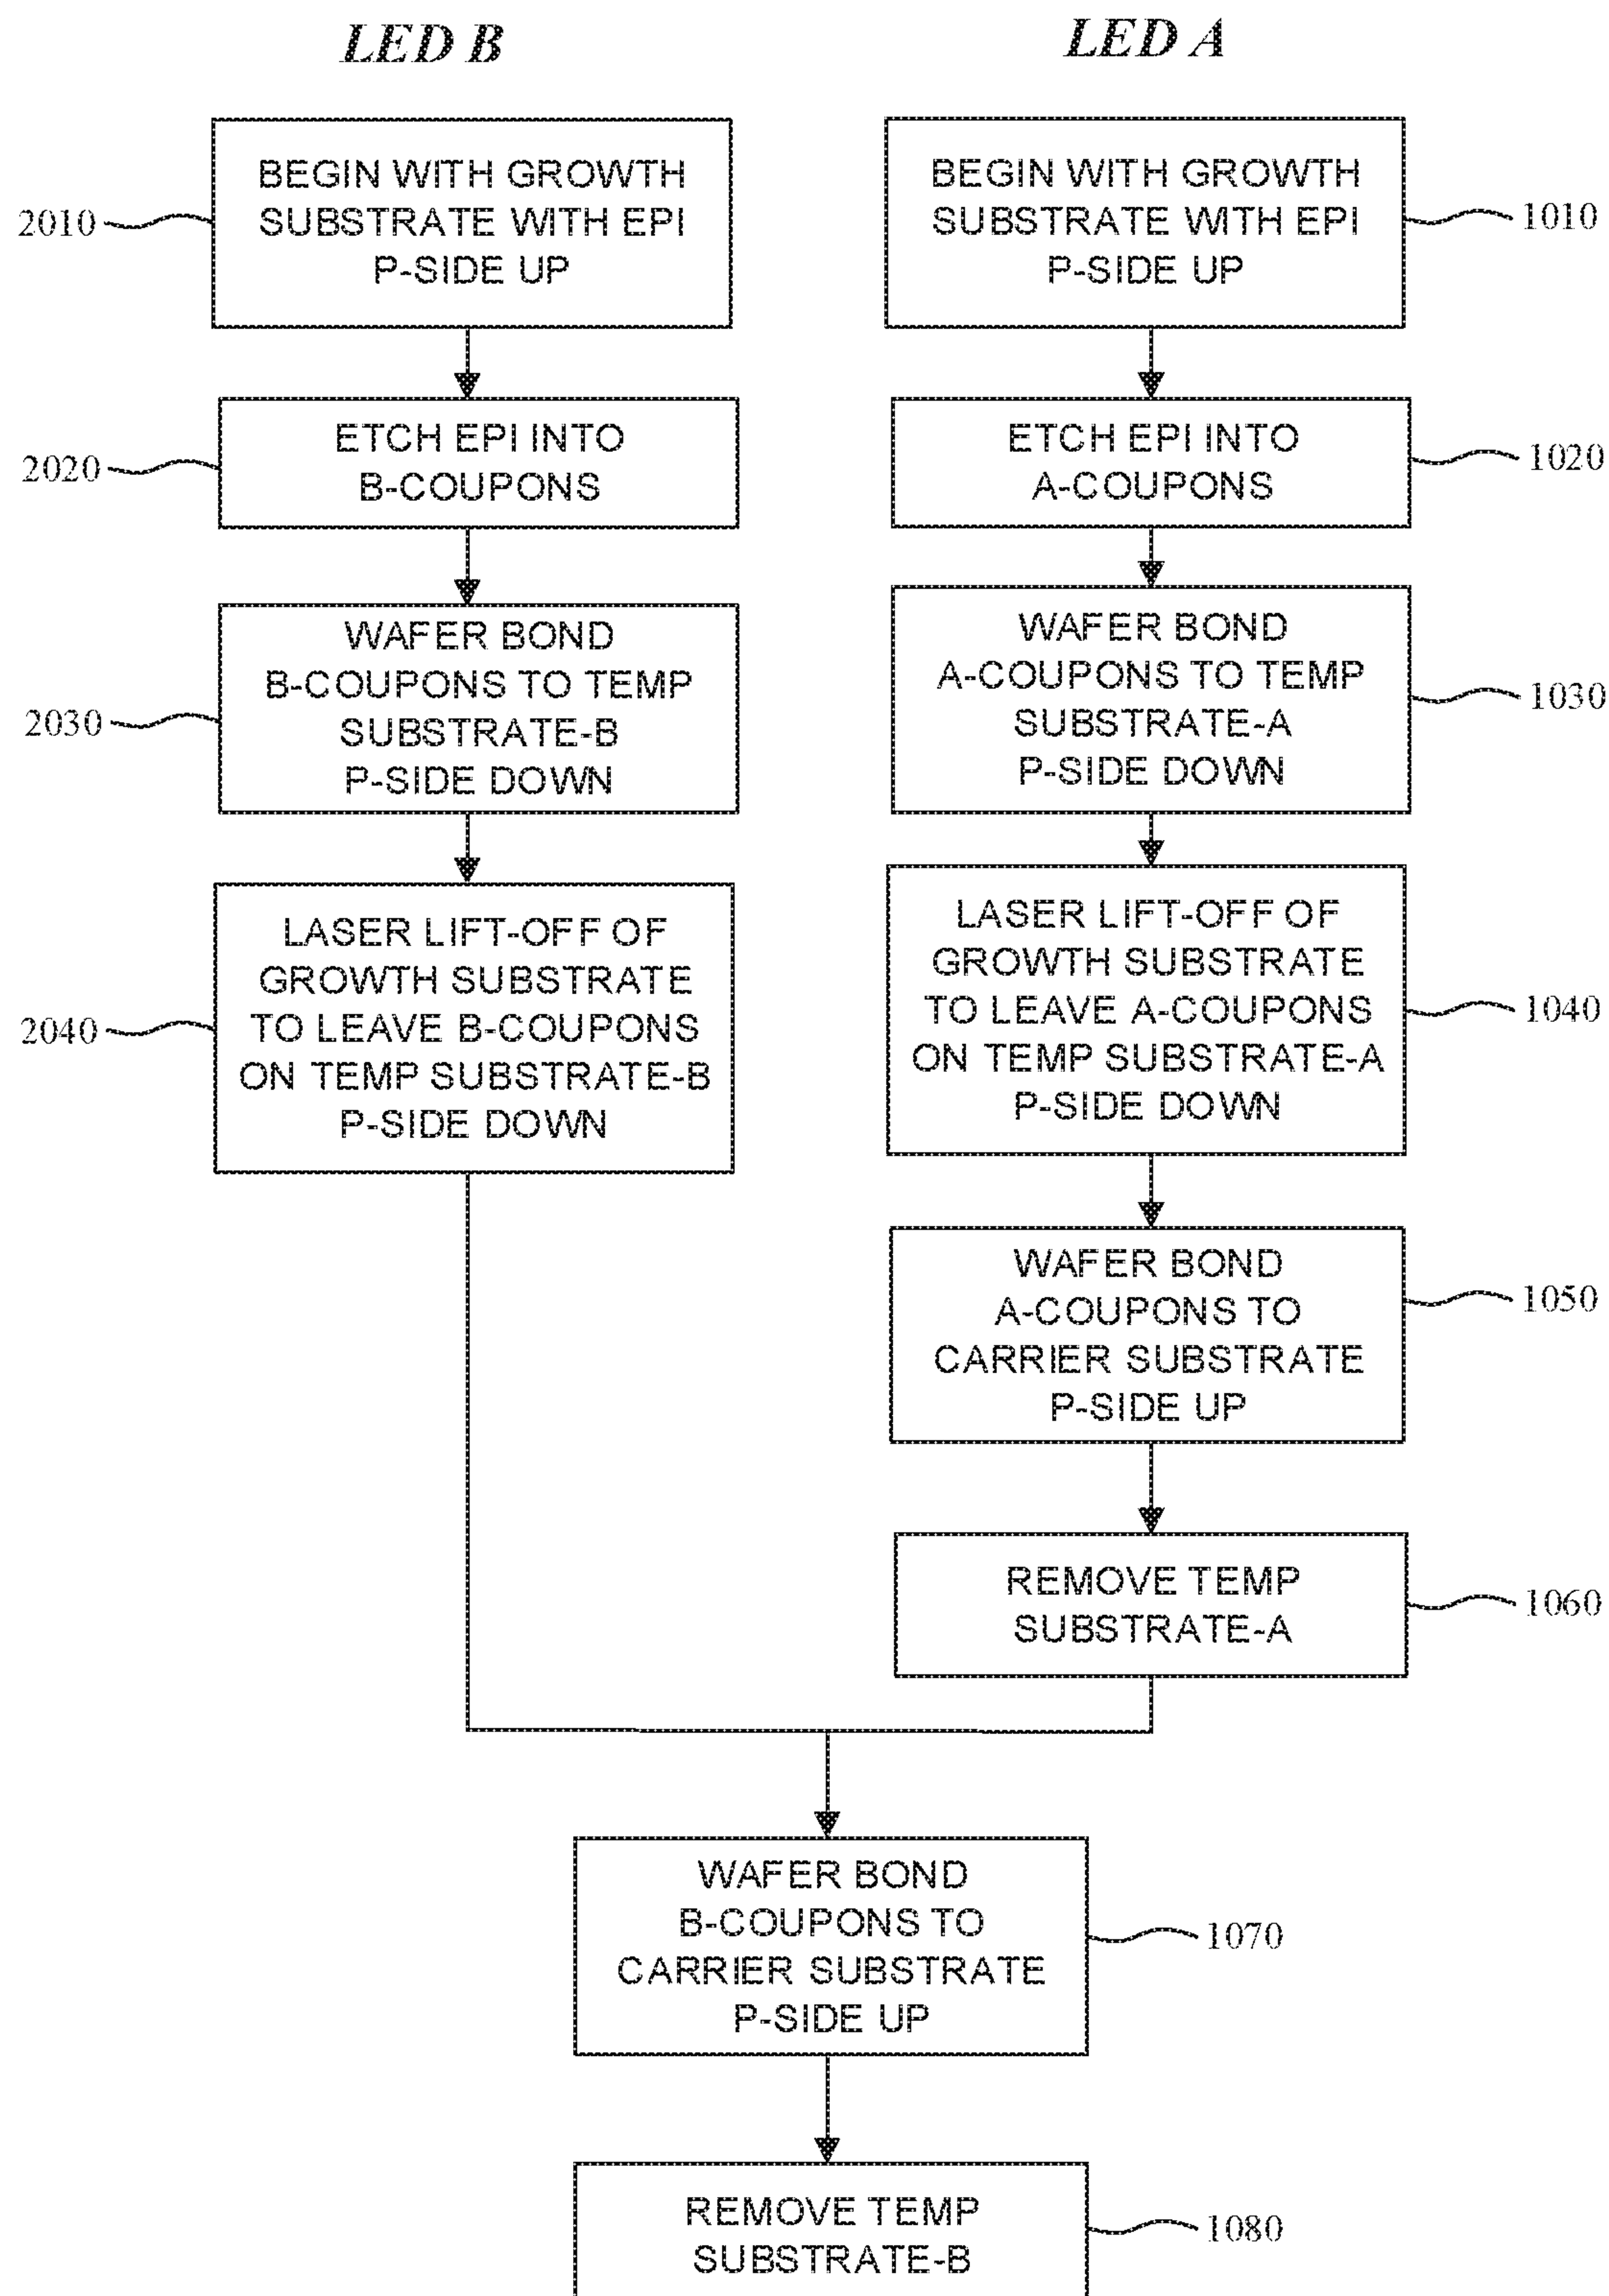 LED B
LED A
BEGIN WITH GROWTH
SUBSTRATE WITH EPI
P-SIDE UP
2010
BEGIN WITH GROWTH
SUBSTRATE WITH EPI
P-SIDE UP
1010
ETCH EPI INTO
B-COUPONS
2020
ETCH EPI INTO
A-COUPONS
1020
WAFER BOND
B-COUPONS TO TEMP
SUBSTRATE-B
P-SIDE DOWN
2030
WAFER BOND
A-COUPONS TO TEMP
SUBSTRATE-A
P-SIDE DOWN
1030
LASER LIFT-OFF OF
GROWTH SUBSTRATE
TO LEAVE B-COUPONS
ON TEMP SUBSTRATE-B
P-SIDE DOWN
2040
LASER LIFT-OFF OF
GROWTH SUBSTRATE
TO LEAVE A-COUPONS
ON TEMP SUBSTRATE-A
P-SIDE DOWN
1040
WAFER BOND
A-COUPONS TO
CARRIER SUBSTRATE
P-SIDE UP
1050
REMOVE TEMP
SUBSTRATE-A
1060
WAFER BOND
B-COUPONS TO
CARRIER SUBSTRATE
P-SIDE UP
1070
REMOVE TEMP
SUBSTRATE-B
1080